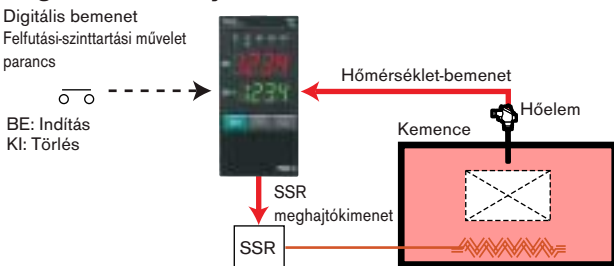 Digitális bemenet
Felfutási-szinttartási művelet
parancs
BE: Indítás
KI: Törlés
1234
1234
Hőmérséklet-bemenet
Hőelem
Kemence
SSR
meghajtókimenet
SSR